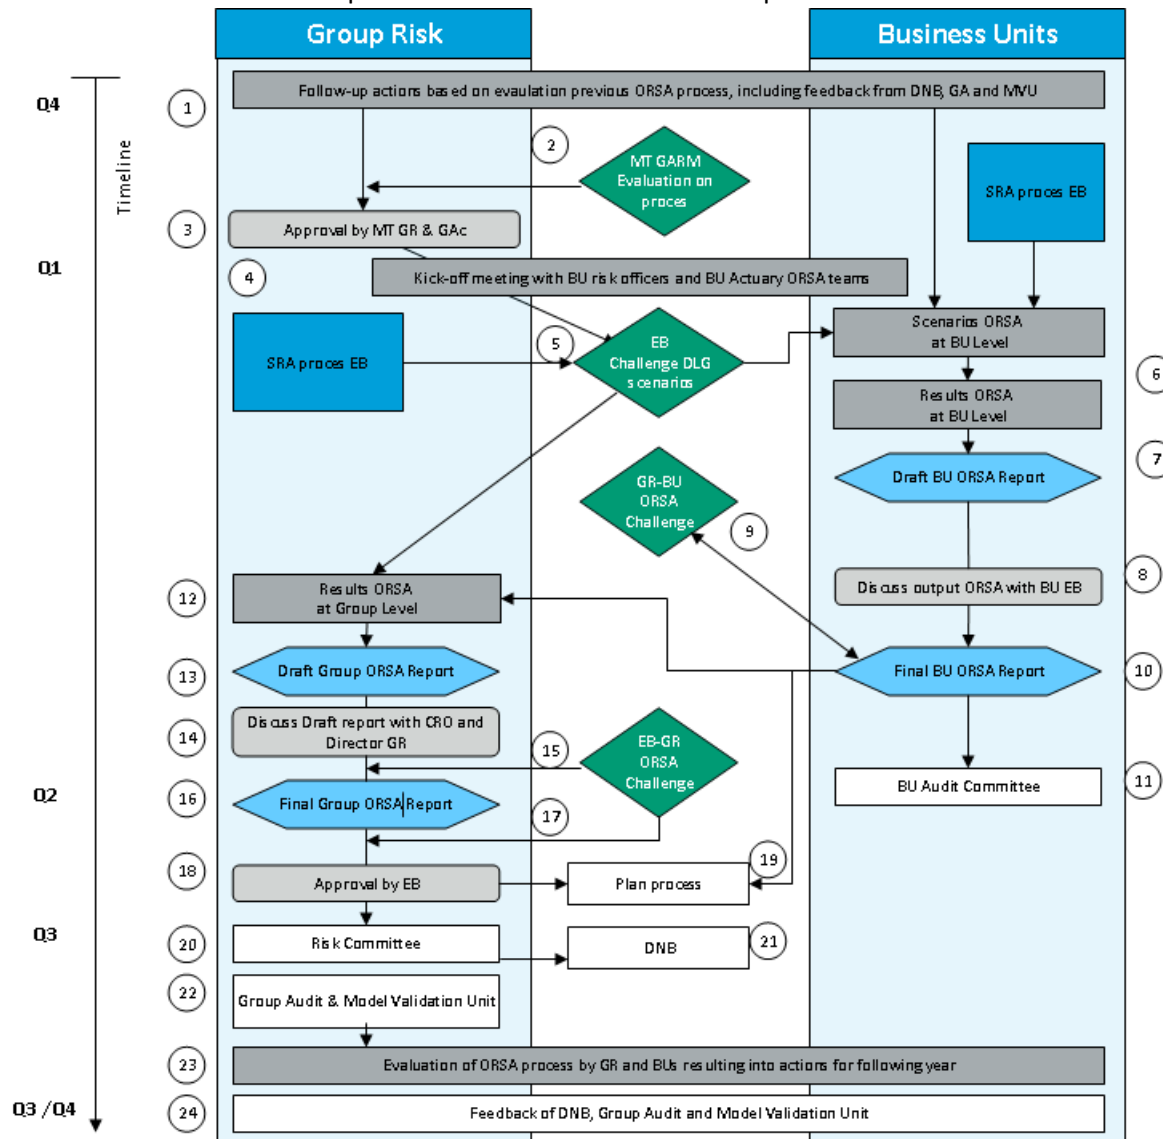 Group Risk
Business Units
Q4
Timeline
1
Follow-up actions based on evaulation previous ORSA process, including feedback from DNB, GA and MVU
2
MT GARM
Evaluation on
proces
SRA proces EB
3
Approval by MT GR & GAc
Q1
4
Kick-off meeting with BU risk officers and BU Actuary ORSA teams
SRA proces EB
5
EB
Challenge DLG
scenarios
Scenarios ORSA
at BU Level
6
Results ORSA
at BU Level
7
Draft BU ORSA Report
GR-BU
ORSA
Challenge
9
8
Discuss output ORSA with BU EB
12
Results ORSA
at Group Level
13
Draft Group ORSA Report
Final BU ORSA Report
10
14
Discuss Draft report with CRO and
Director GR
15
EB-GR
ORSA
Challenge
BU Audit Committee
11
Q2
16
Final Group ORSA Report
17
18
Approval by EB
Plan process
19
Q3
20
Risk Committee
DNB
21
22
Group Audit & Model Validation Unit
23
Evaluation of ORSA process by GR and BUs resulting into actions for following year
Q3 /Q4
24
Feedback of DNB, Group Audit and Model Validation Unit